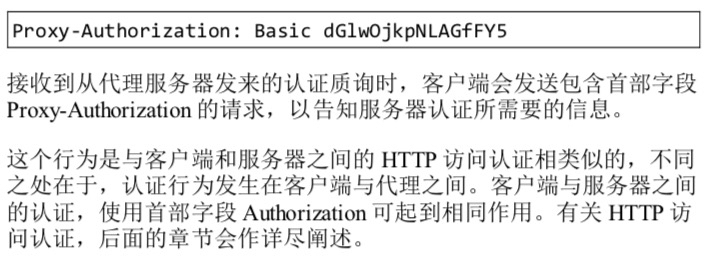 Proxy-Authorization: Basic dGlwOjkpNLAGfFY5
接收到从代理服务器发来的认证质询时，客户端会发送包含首部字段
Proxy-Authorization 的请求，以告知服务器认证所需要的信息。
这个行为是与客户端和服务器之间的 HTTP 访问认证相类似的，不同
之处在于，认证行为发生在客户端与代理之间。客户端与服务器之间
的认证，使用首部字段 Authorization 可起到相同作用。有关 HTTP 访
问认证，后面的章节会作详尽阐述。